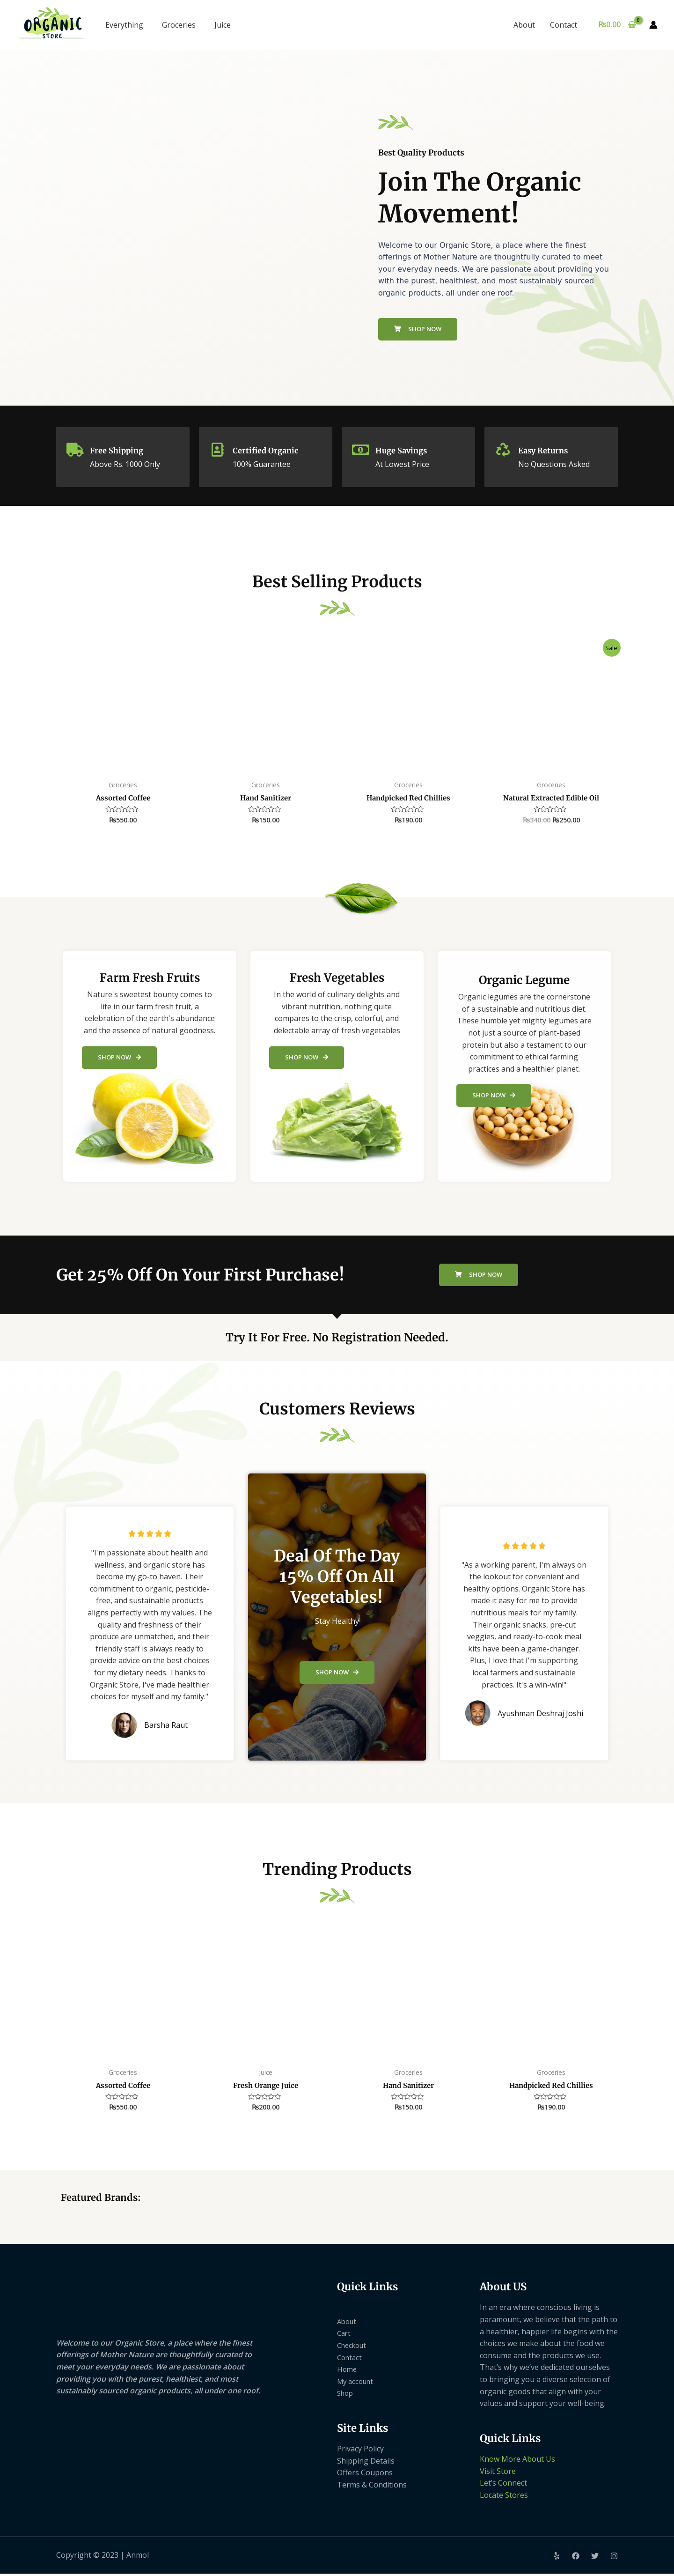 ORGANIC
STORE
Everything
Groceries
Juice
About
Contact
₨0.00
0
Best Quality Products
Join The Organic
Movement!
Welcome to our Organic Store, a place where the finest
offerings of Mother Nature are thoughtfully curated to meet
your everyday needs. We are passionate about providing you
with the purest, healthiest, and most sustainably sourced
organic products, all under one roof.
SHOP NOW
Free Shipping
Above Rs. 1000 Only
Certified Organic
100% Guarantee
Huge Savings
At Lowest Price
Easy Returns
No Questions Asked
Best Selling Products
Sale!
Groceries
Assorted Coffee
₨550.00
Groceries
Hand Sanitizer
₨150.00
Groceries
Handpicked Red Chillies
₨190.00
Groceries
Natural Extracted Edible Oil
₨340.00 ₨250.00
Farm Fresh Fruits
Nature's sweetest bounty comes to
life in our farm fresh fruit, a
celebration of the earth's abundance
and the essence of natural goodness.
SHOP NOW
Fresh Vegetables
In the world of culinary delights and
vibrant nutrition, nothing quite
compares to the crisp, colorful, and
delectable array of fresh vegetables
SHOP NOW
Organic Legume
Organic legumes are the cornerstone
of a sustainable and nutritious diet.
These humble yet mighty legumes are
not just a source of plant-based
protein but also a testament to our
commitment to ethical farming
practices and a healthier planet.
SHOP NOW
Get 25% Off On Your First Purchase!
SHOP NOW
Try It For Free. No Registration Needed.
Customers Reviews
"I'm passionate about health and
wellness, and organic store has
become my go-to haven. Their
commitment to organic, pesticide-
free, and sustainable products
aligns perfectly with my values. The
quality and freshness of their
produce are unmatched, and their
friendly staff is always ready to
provide advice on the best choices
for my dietary needs. Thanks to
Organic Store, I've made healthier
choices for myself and my family."
Barsha Raut
Deal Of The Day
15% Off On All
Vegetables!
Stay Healthy!
SHOP NOW
"As a working parent, I'm always on
the lookout for convenient and
healthy options. Organic Store has
made it easy for me to provide
nutritious meals for my family.
Their organic snacks, pre-cut
veggies, and ready-to-cook meal
kits have been a game-changer.
Plus, I love that I'm supporting
local farmers and sustainable
practices. It's a win-win!"
Ayushman Deshraj Joshi
Trending Products
Groceries
Assorted Coffee
₨550.00
Juice
Fresh Orange Juice
₨200.00
Groceries
Hand Sanitizer
₨150.00
Groceries
Handpicked Red Chillies
₨190.00
Featured Brands:
Welcome to our Organic Store, a place where the finest
offerings of Mother Nature are thoughtfully curated to
meet your everyday needs. We are passionate about
providing you with the purest, healthiest, and most
sustainably sourced organic products, all under one roof.
Quick Links
About
Cart
Checkout
Contact
Home
My account
Shop
Site Links
Privacy Policy
Shipping Details
Offers Coupons
Terms & Conditions
About US
In an era where conscious living is
paramount, we believe that the path to
a healthier, happier life begins with the
choices we make about the food we
consume and the products we use.
That's why we've dedicated ourselves
to bringing you a diverse selection of
organic goods that align with your
values and support your well-being.
Quick Links
Know More About Us
Visit Store
Let's Connect
Locate Stores
Copyright © 2023 | Anmol